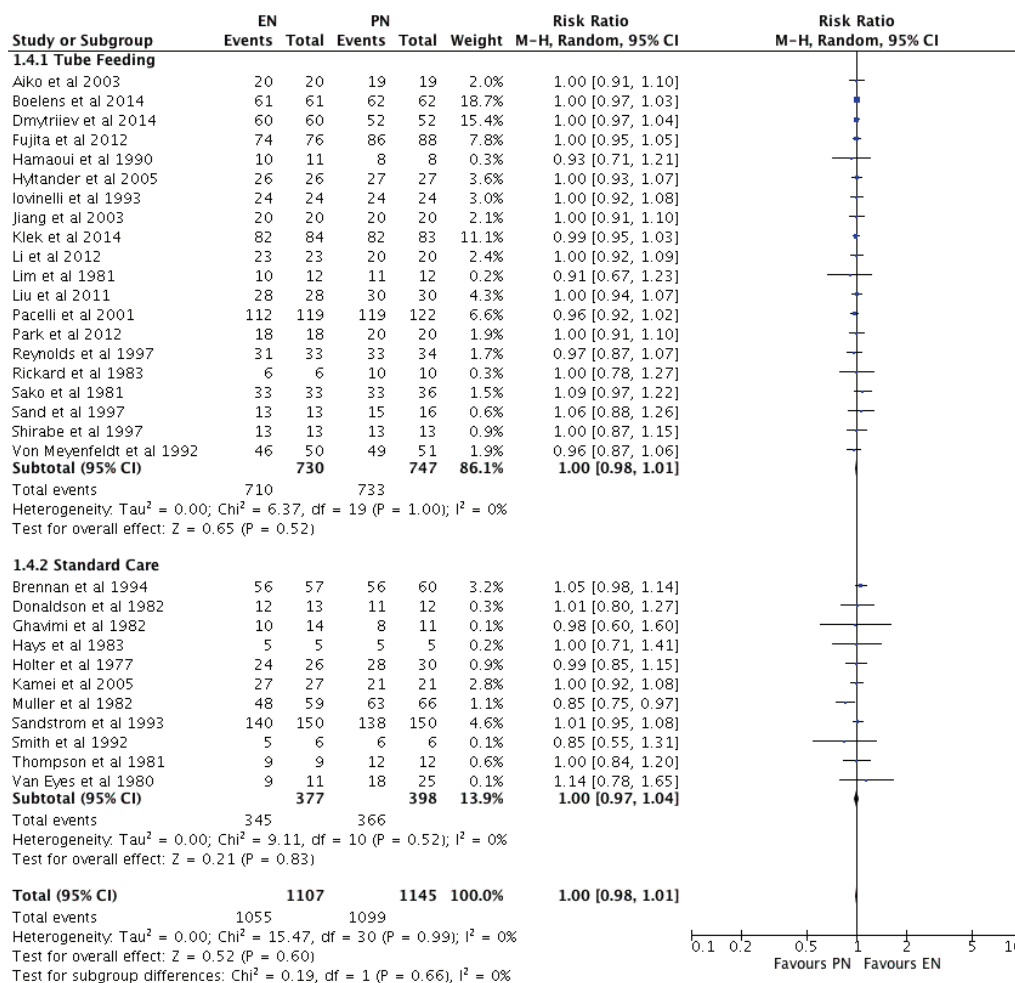 EN PN Risk Ratio Risk Ratio
Study or Subgroup Events Total Events Total Weight M-H, Random, 95% CI M-H, Random, 95% CI
1.4.1 Tube Feeding
Aiko et al 2003 20 20 19 19 2.0% 1.00 [0.91, 1.10]
Boelens et al 2014 61 61 62 62 18.7% 1.00 [0.97, 1.03]
Dmytriiev et al 2014 60 60 52 52 15.4% 1.00 [0.97, 1.04]
Fujita et al 2012 74 76 86 88 7.8% 1.00 [0.95, 1.05]
Hamaoui et al 1990 10 11 8 8 0.3% 0.93 [0.71, 1.21]
Hyltander et al 2005 26 26 27 27 3.6% 1.00 [0.93, 1.07]
Iovinelli et al 1993 24 24 24 24 3.0% 1.00 [0.92, 1.08]
Jiang et al 2003 20 20 20 20 2.1% 1.00 [0.91, 1.10]
Klek et al 2014 82 84 82 83 11.1% 0.99 [0.95, 1.03]
Li et al 2012 23 23 20 20 2.4% 1.00 [0.92, 1.09]
Lim et al 1981 10 12 11 12 0.2% 0.91 [0.67, 1.23]
Liu et al 2011 28 28 30 30 4.3% 1.00 [0.94, 1.07]
Pacelli et al 2001 112 119 119 122 6.6% 0.96 [0.92, 1.02]
Park et al 2012 18 18 20 20 1.9% 1.00 [0.91, 1.10]
Reynolds et al 1997 31 33 33 34 1.7% 0.97 [0.87, 1.07]
Rickard et al 1983 6 6 10 10 0.3% 1.00 [0.78, 1.27]
Sako et al 1981 33 33 33 36 1.5% 1.09 [0.97, 1.22]
Sand et al 1997 13 13 15 16 0.6% 1.06 [0.88, 1.26]
Shirabe et al 1997 13 13 13 13 0.9% 1.00 [0.87, 1.15]
Von Meyenfeldt et al 1992 46 50 49 51 1.9% 0.96 [0.87, 1.06]
Subtotal (95% CI) 730 747 86.1% 1.00 [0.98, 1.01]
Total events 710 733
Heterogeneity: Tau² = 0.00; Chi² = 6.37, df = 19 (P = 1.00); I² = 0%
Test for overall effect: Z = 0.65 (P = 0.52)
1.4.2 Standard Care
Brennan et al 1994 56 57 56 60 3.2% 1.05 [0.98, 1.14]
Donaldson et al 1982 12 13 11 12 0.3% 1.01 [0.80, 1.27]
Ghavimi et al 1982 10 14 8 11 0.1% 0.98 [0.60, 1.60]
Hays et al 1983 5 5 5 5 0.2% 1.00 [0.71, 1.41]
Holter et al 1977 24 26 28 30 0.9% 0.99 [0.85, 1.15]
Kamei et al 2005 27 27 21 21 2.8% 1.00 [0.92, 1.08]
Muller et al 1982 48 59 63 66 1.1% 0.85 [0.75, 0.97]
Sandstrom et al 1993 140 150 138 150 4.6% 1.01 [0.95, 1.08]
Smith et al 1992 5 6 6 6 0.1% 0.85 [0.55, 1.31]
Thompson et al 1981 9 9 12 12 0.6% 1.00 [0.84, 1.20]
Van Eyes et al 1980 9 11 18 25 0.1% 1.14 [0.78, 1.65]
Subtotal (95% CI) 377 398 13.9% 1.00 [0.97, 1.04]
Total events 345 366
Heterogeneity: Tau² = 0.00; Chi² = 9.11, df = 10 (P = 0.52); I² = 0%
Test for overall effect: Z = 0.21 (P = 0.83)
Total (95% CI) 1107 1145 100.0% 1.00 [0.98, 1.01]
Total events 1055 1099
Heterogeneity: Tau² = 0.00; Chi² = 15.47, df = 30 (P = 0.99); I² = 0%
Test for overall effect: Z = 0.52 (P = 0.60)
Test for subgroup differences: Chi² = 0.19, df = 1 (P = 0.66), I² = 0%
0.1 0.2 0.5 1 2 5 10
Favours PN Favours EN